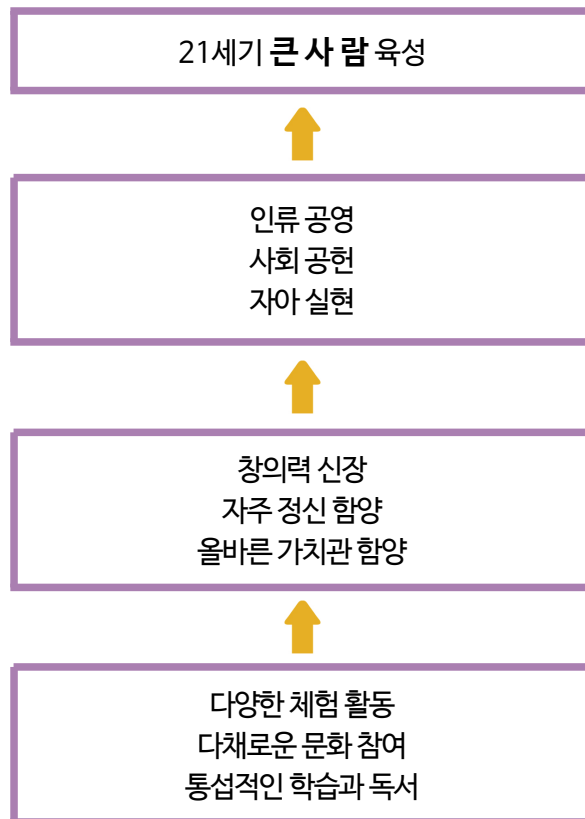 21세기 큰 사 람 육성
인류 공영
사회 공헌
자아 실현
창의력 신장
자주 정신 함양
올바른 가치관 함양
다양한 체험 활동
다채로운 문화 참여
통섭적인 학습과 독서